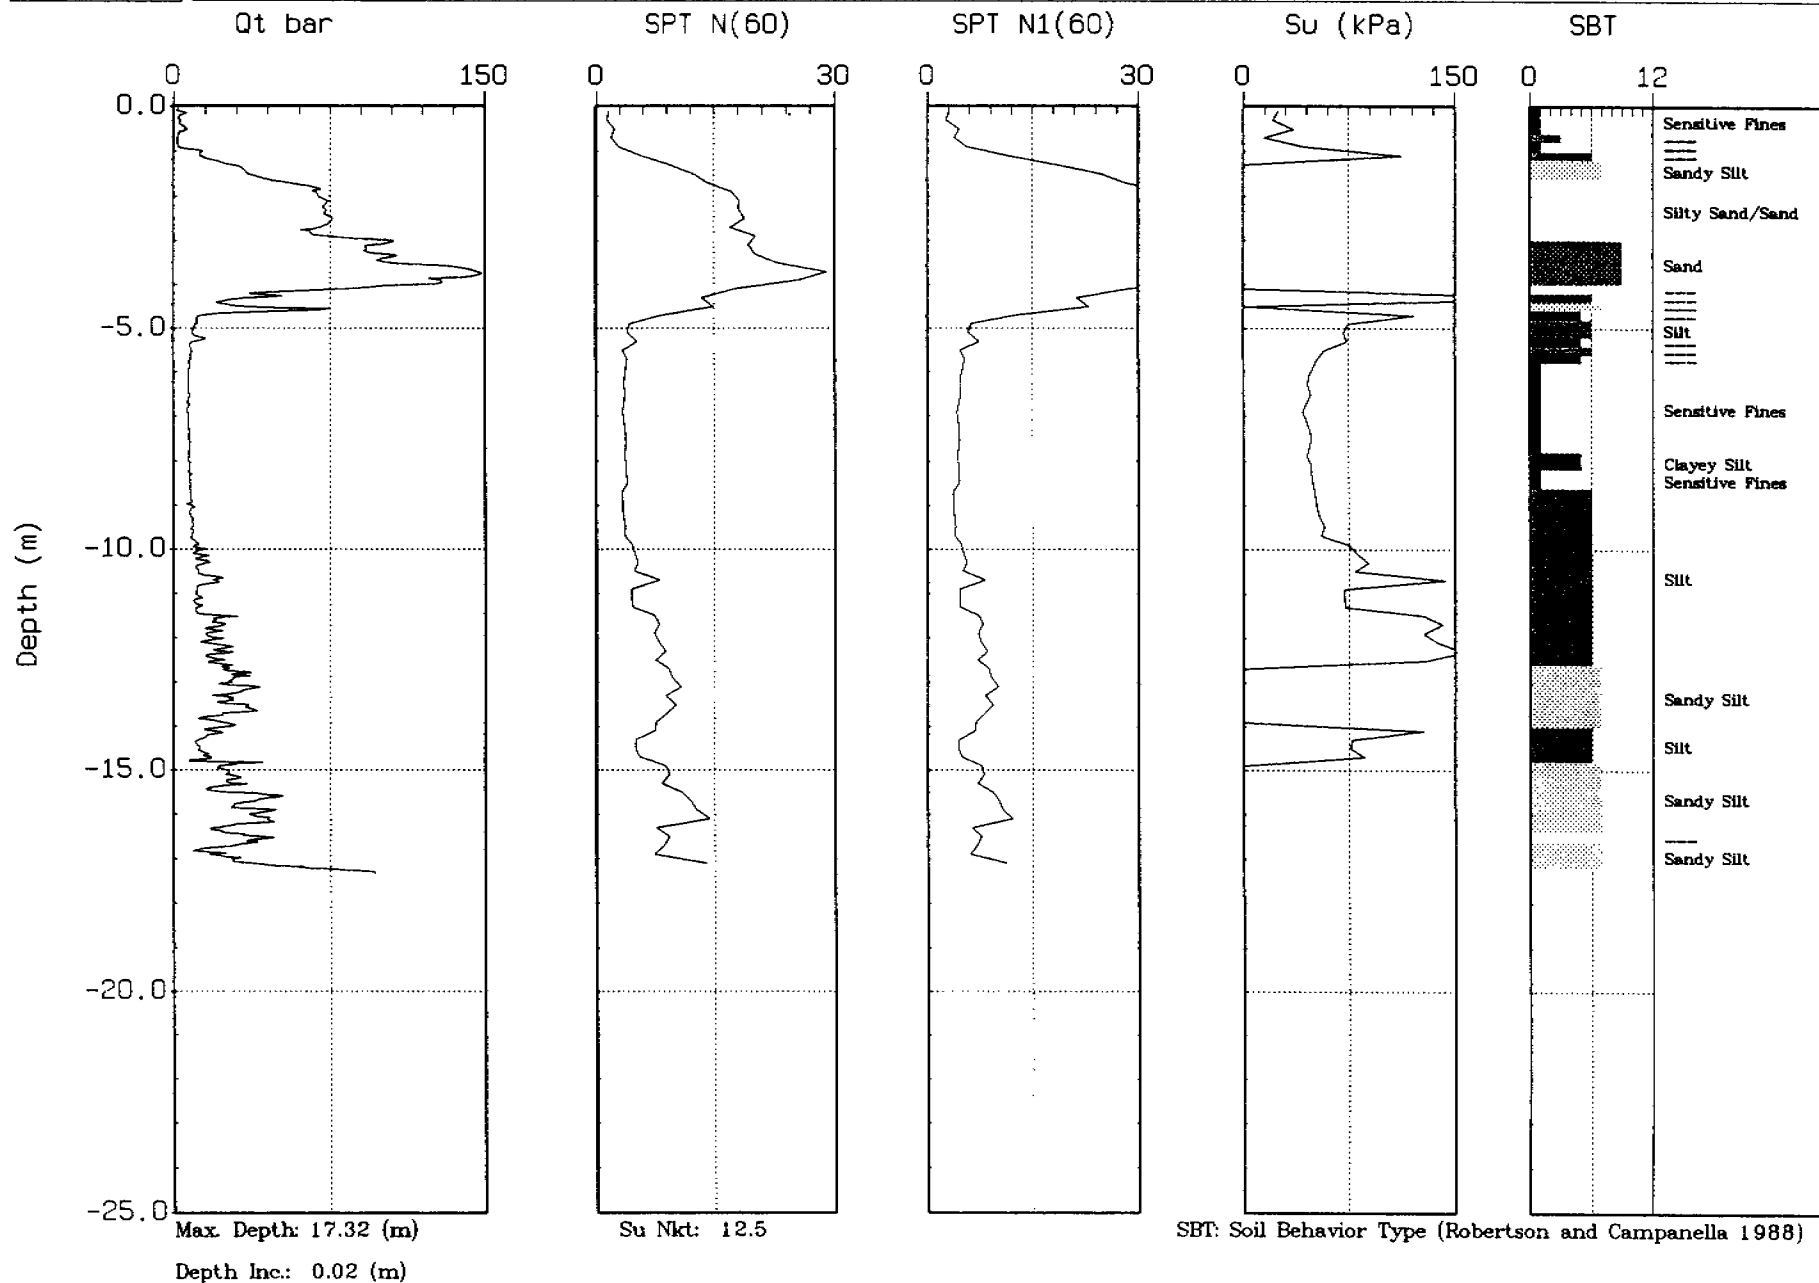 Qt bar SPT N(60) SPT N1(60) Su (kPa) SBT
0 150 0 30 0 30 0 150 0 12
0.0
Sensitive Fines
Sandy Silt
Silty Sand/Sand
Sand
-5.0
Silt
Sensitive Fines
Clayey Silt
Sensitive Fines
-10.0
Silt
Depth (m)
Sandy Silt
Silt
-15.0
Sandy Silt
Sandy Silt
-20.0
-25.0
Max. Depth: 17.32 (m) Su Nkt: 12.5 SBT: Soil Behavior Type (Robertson and Campanella 1988)
Depth Inc.: 0.02 (m)